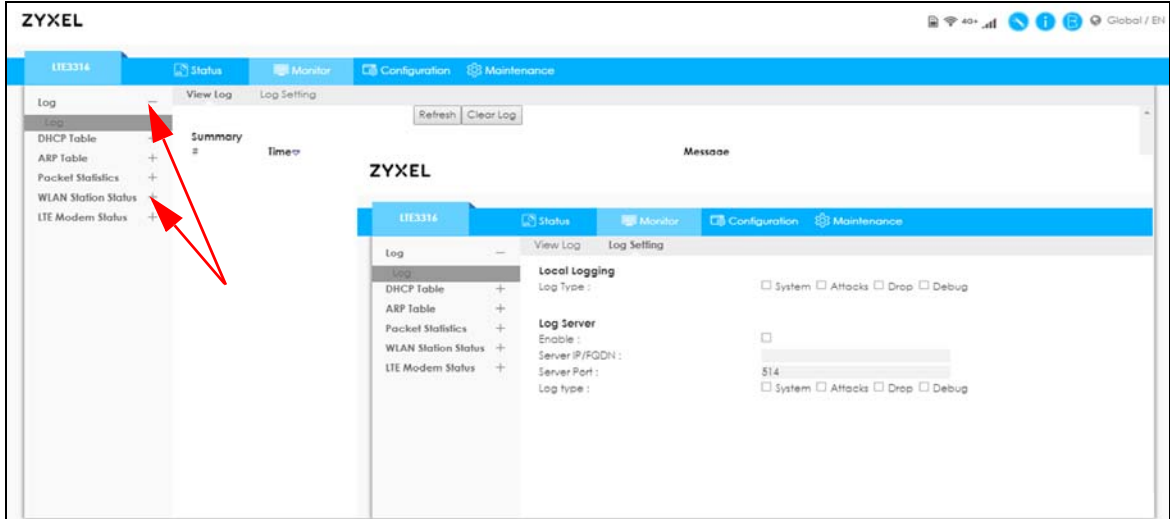 ZYXEL
4G+ Global / EN
LTE3316 Status Monitor Configuration Maintenance
View Log Log Setting
Log
Log
DHCP Table
ARP Table
Packet Statistics
WLAN Station Status
LTE Modem Status
Refresh Clear Log
Summary
# Time Message
ZYXEL
LTE3316 Status Monitor Configuration Maintenance
View Log Log Setting
Log
Log
DHCP Table
ARP Table
Packet Statistics
WLAN Station Status
LTE Modem Status
Local Logging
Log Type : System Attacks Drop Debug
Log Server
Enable :
Server IP/FQDN :
Server Port : 514
Log type : System Attacks Drop Debug